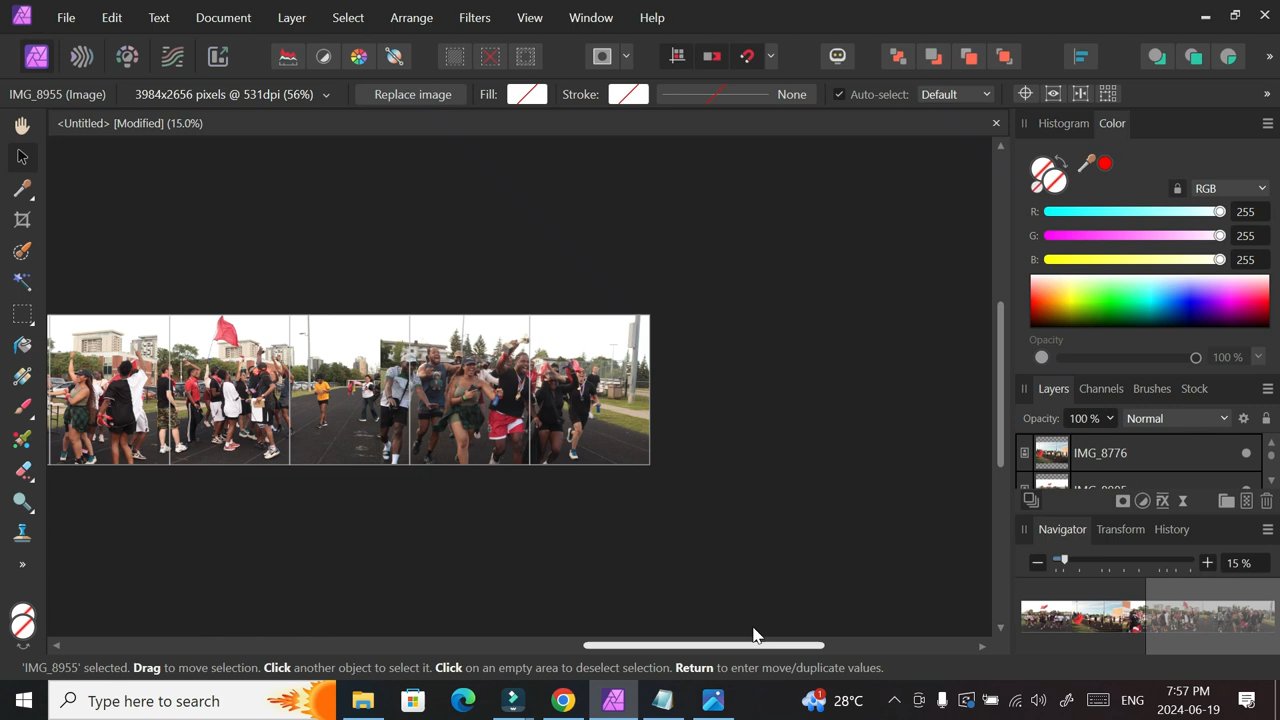 File Edit Text Document Layer Select Arrange Filters View Window Help
IMG_8955 (Image) 3984x2656 pixels @ 531dpi (56%) Replace image Fill: Stroke: None Auto-select: Default »
<Untitled> [Modified] (15.0%)
Histogram Color
RGB
R: 255
G: 255
B: 255
Opacity
100 %
Layers Channels Brushes Stock
Opacity: 100 % Normal
IMG_8776
Navigator Transform History
15 %
'IMG_8955' selected. Drag to move selection. Click another object to select it. Click on an empty area to deselect selection. Return to enter move/duplicate values.
Type here to search
1 28°C ENG
7:57 PM
2024-06-19